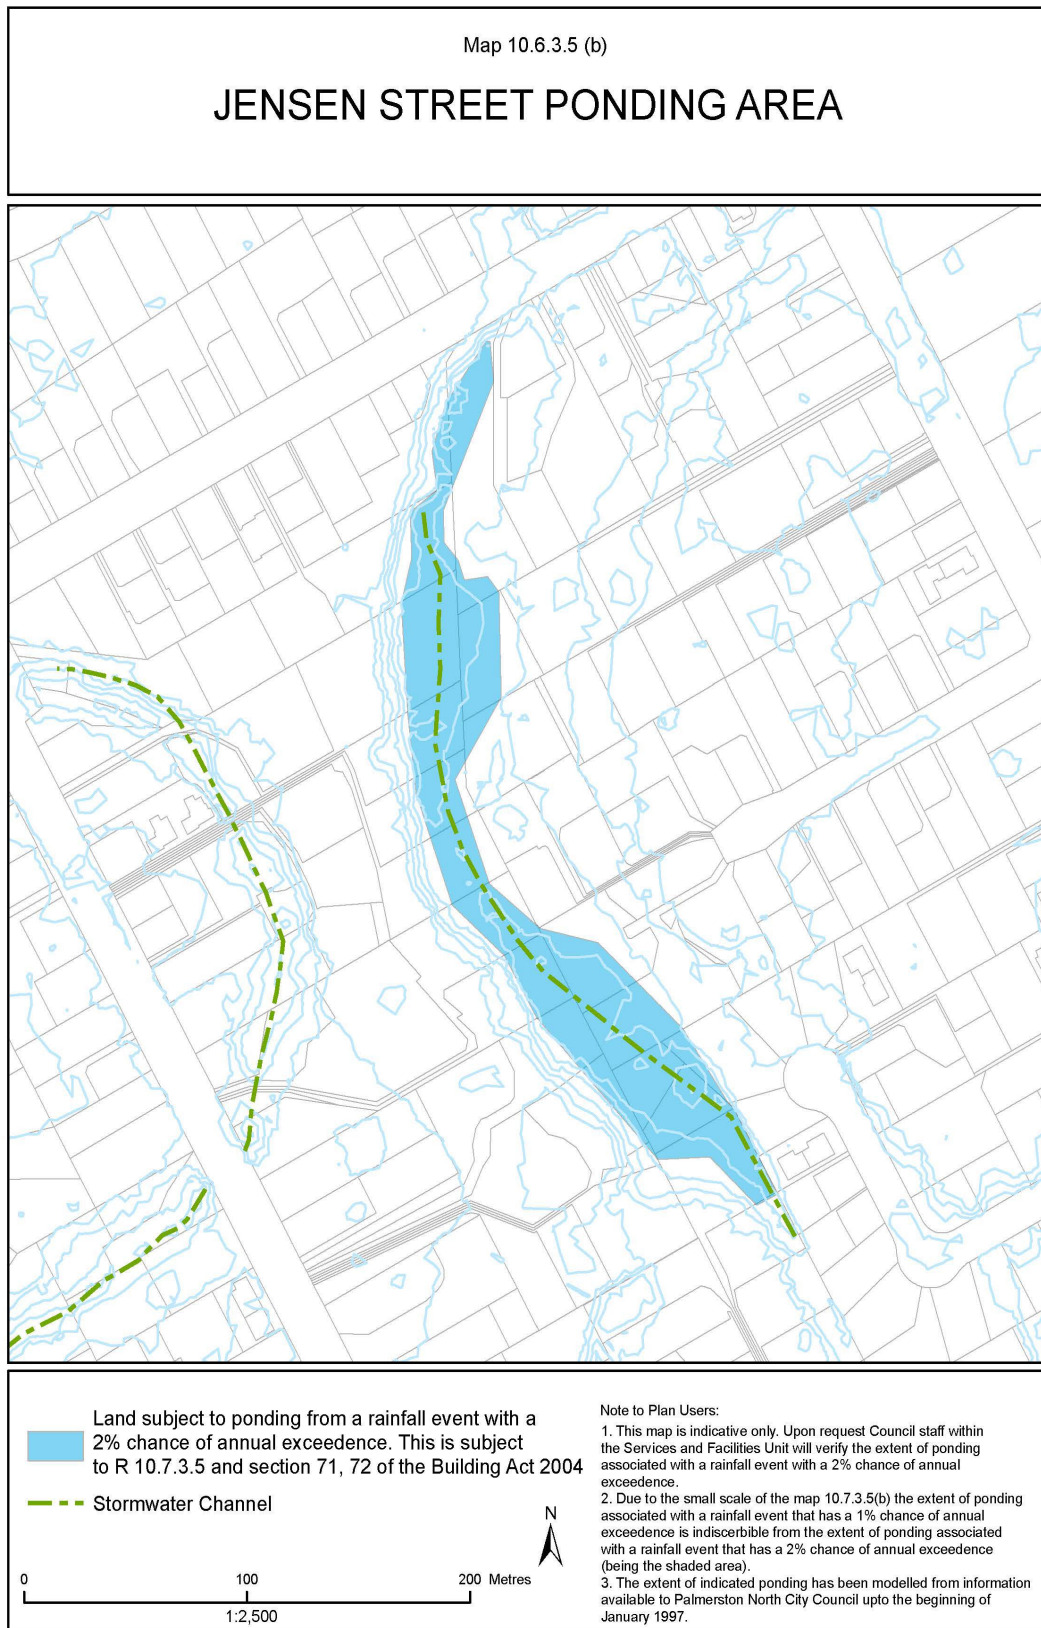 Map 10.6.3.5 (b)
JENSEN STREET PONDING AREA
Land subject to ponding from a rainfall event with a
2% chance of annual exceedence. This is subject
to R 10.7.3.5 and section 71, 72 of the Building Act 2004
Stormwater Channel
N
0 100 200 Metres
1:2,500
Note to Plan Users:
1. This map is indicative only. Upon request Council staff within
the Services and Facilities Unit will verify the extent of ponding
associated with a rainfall event with a 2% chance of annual
exceedence.
2. Due to the small scale of the map 10.7.3.5(b) the extent of ponding
associated with a rainfall event that has a 1% chance of annual
exceedence is indiscerbible from the extent of ponding associated
with a rainfall event that has a 2% chance of annual exceedence
(being the shaded area).
3. The extent of indicated ponding has been modelled from information
available to Palmerston North City Council upto the beginning of
January 1997.